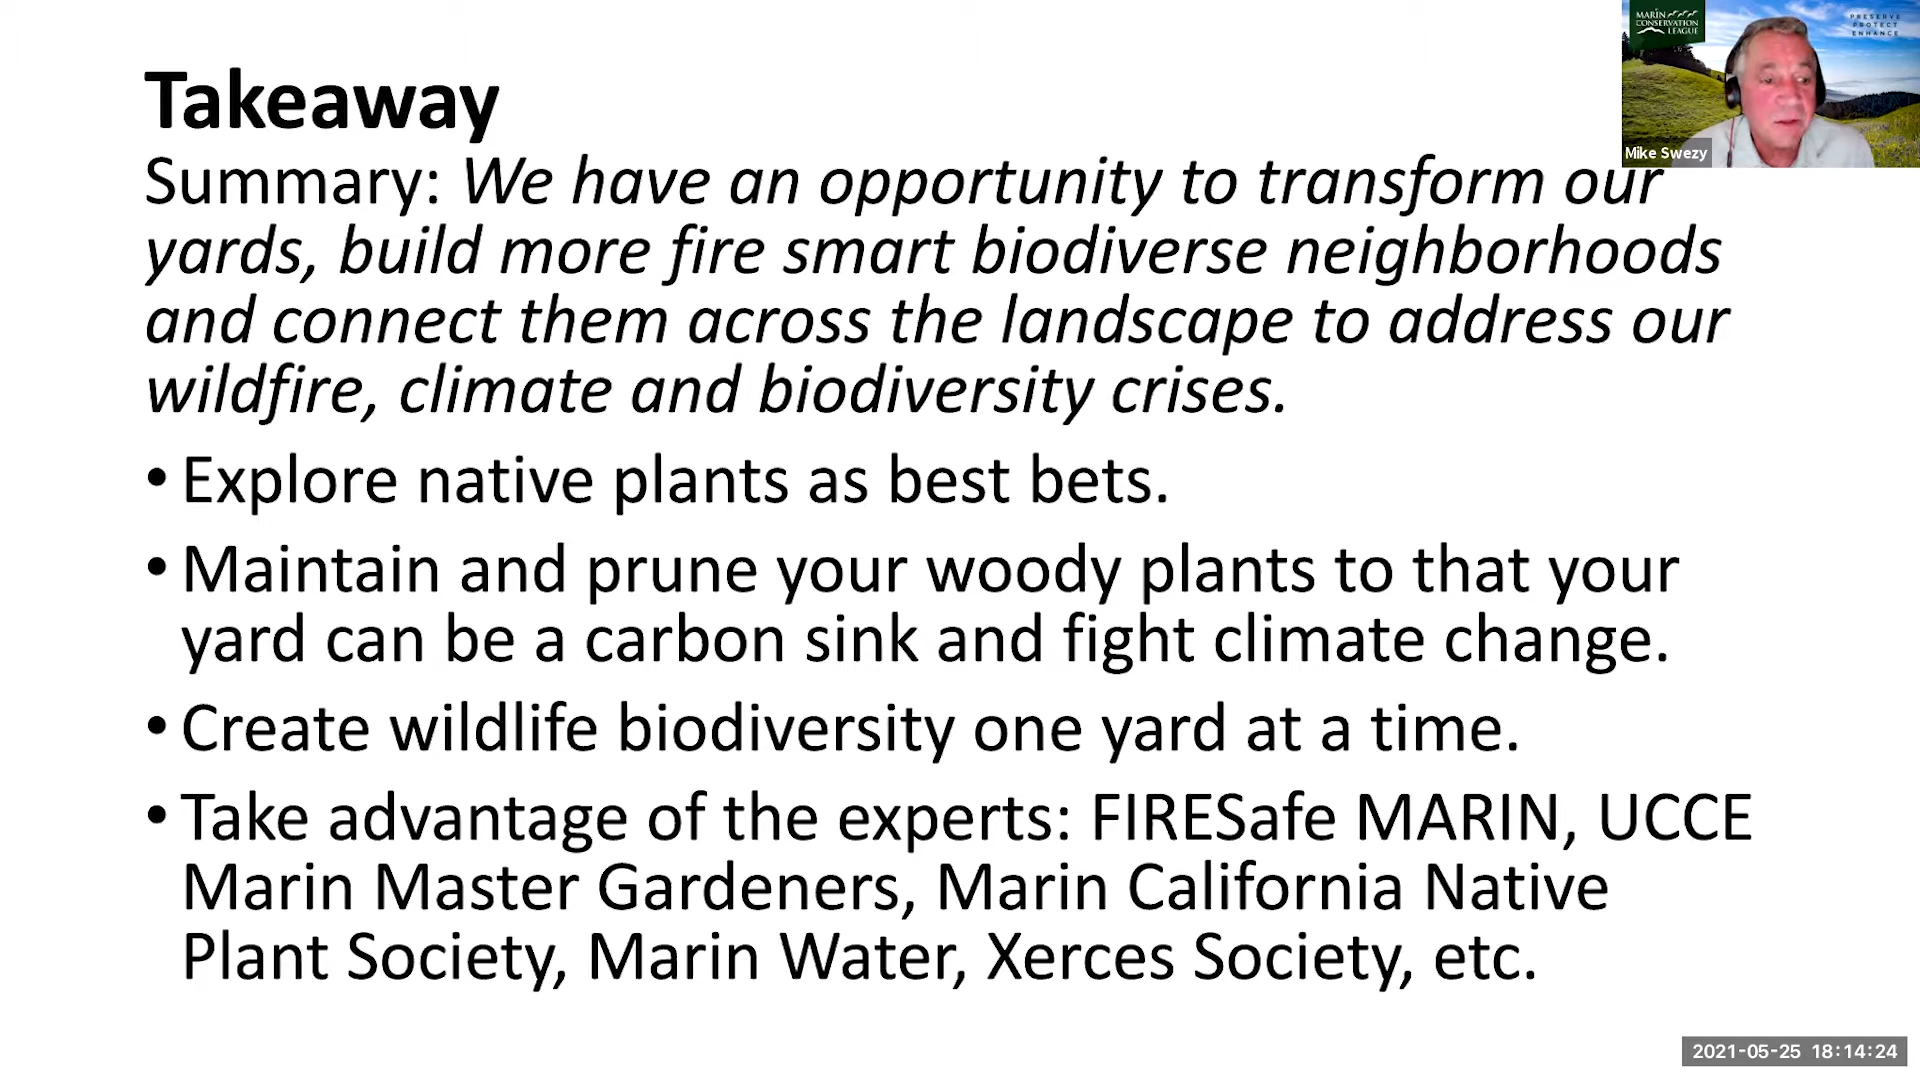 Takeaway
Summary: We have an opportunity to transform our
yards, build more fire smart biodiverse neighborhoods
and connect them across the landscape to address our
wildfire, climate and biodiversity crises.
• Explore native plants as best bets.
• Maintain and prune your woody plants to that your
yard can be a carbon sink and fight climate change.
• Create wildlife biodiversity one yard at a time.
• Take advantage of the experts: FIRESafe MARIN, UCCE
Marin Master Gardeners, Marin California Native
Plant Society, Marin Water, Xerces Society, etc.
MARIN
CONSERVATION
LEAGUE
PRESERVE
PROTECT
ENHANCE
Mike Swezy
2021-05-25 18:14:24